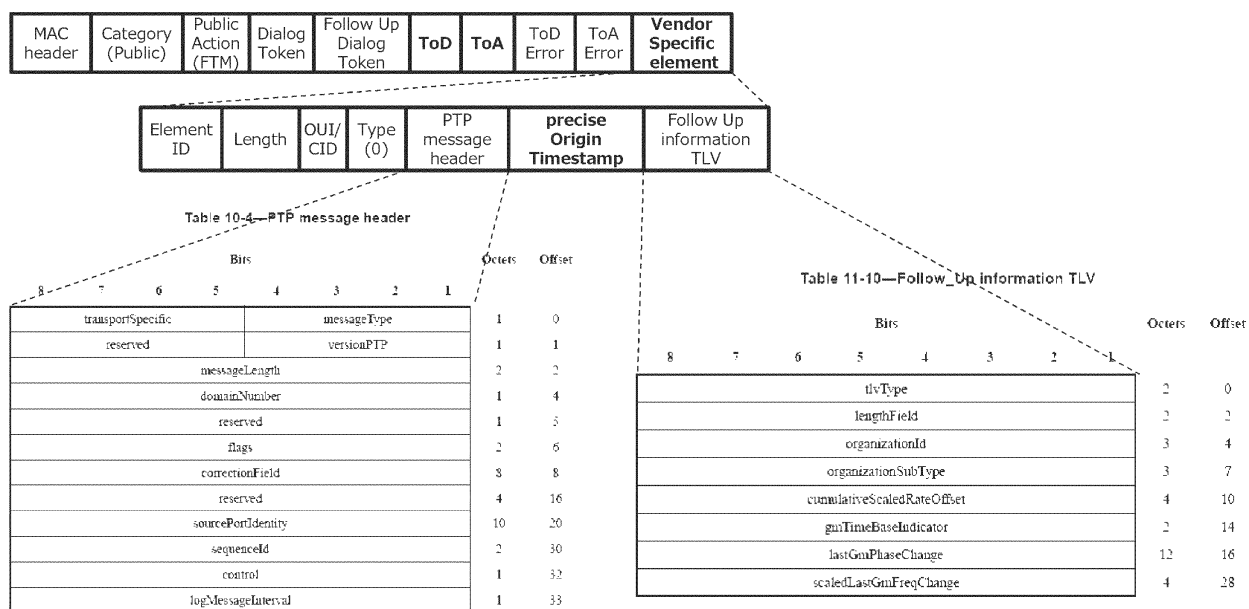 MAC header
Category (Public)
Public Action (FTM)
Dialog Token
Follow Up Dialog Token
ToD
ToA
ToD Error
ToA Error
Vendor Specific element
Element ID
Length
OUI/ CID
Type (0)
PTP message header
precise Origin Timestamp
Follow Up information TLV
Table 10-4—PTP message header
Bits Octets Offset
8 7 6 5 4 3 2 1
transportSpecific messageType 1 0
reserved versionPTP 1 1
messageLength 2 2
domainNumber 1 4
reserved 1 5
flags 2 6
correctionField 8 8
reserved 4 16
sourcePortIdentity 10 20
sequenceId 2 30
control 1 32
logMessageInterval 1 33
Table 11-10—Follow_Up information TLV
Bits Octets Offset
8 7 6 5 4 3 2 1
tlvType 2 0
lengthField 2 2
organizationId 3 4
organizationSubType 3 7
cumulativeScaledRateOffset 4 10
gmTimeBaseIndicator 2 14
lastGmPhaseChange 12 16
scaledLastGmFreqChange 4 28